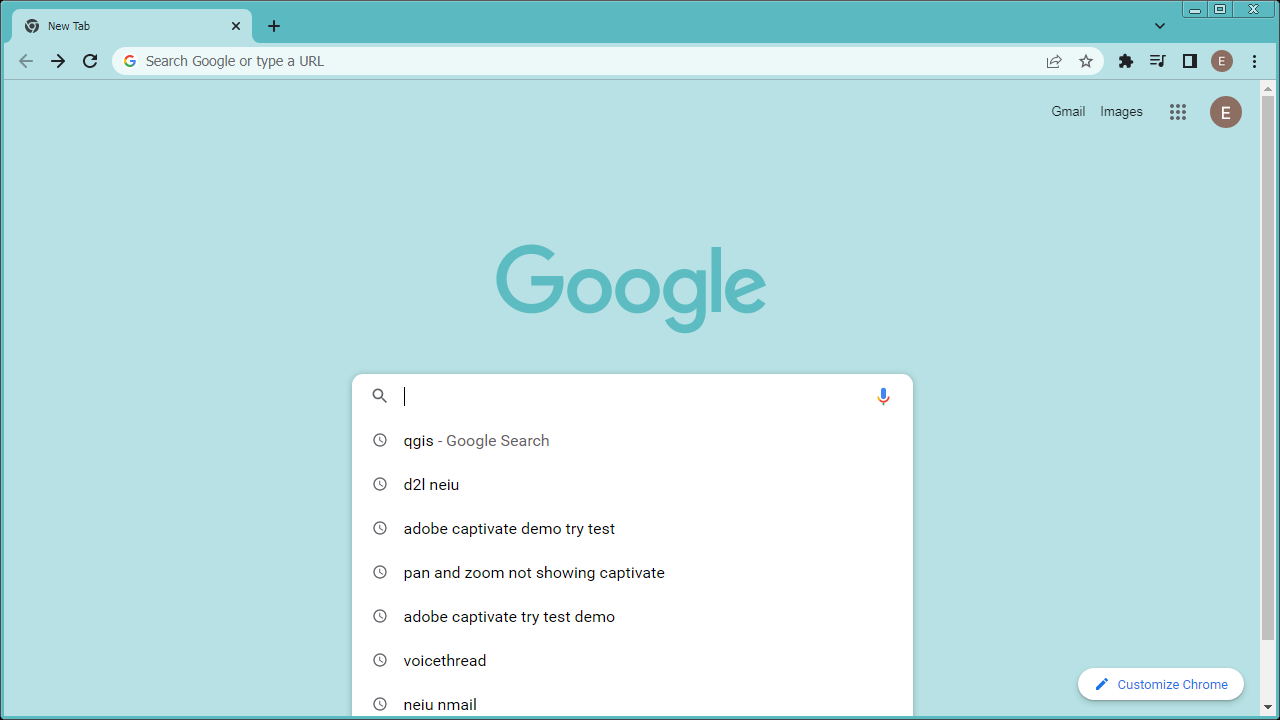 New Tab
Search Google or type a URL
E
Gmail Images
E
Google
qgis - Google Search
d2l neiu
adobe captivate demo try test
pan and zoom not showing captivate
adobe captivate try test demo
voicethread
neiu nmail
Customize Chrome